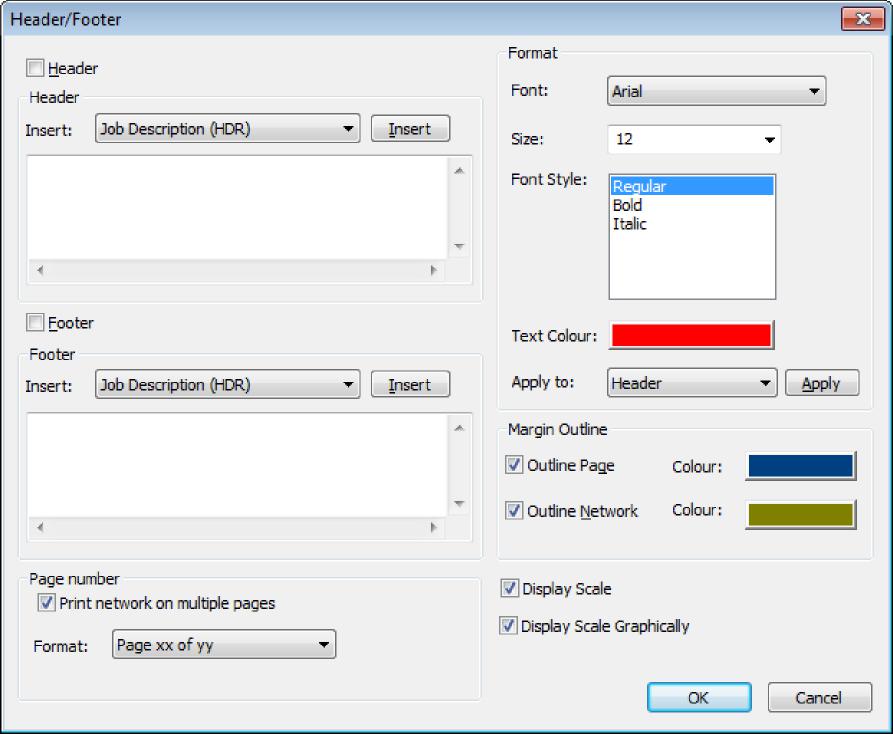 Header/Footer
Header
Header
Insert: Job Description (HDR) Insert
Footer
Footer
Insert: Job Description (HDR) Insert
Page number
Print network on multiple pages
Format: Page xx of yy
Format
Font: Arial
Size: 12
Font Style: Regular
Bold
Italic
Text Colour:
Apply to: Header Apply
Margin Outline
Outline Page Colour:
Outline Network Colour:
Display Scale
Display Scale Graphically
OK Cancel